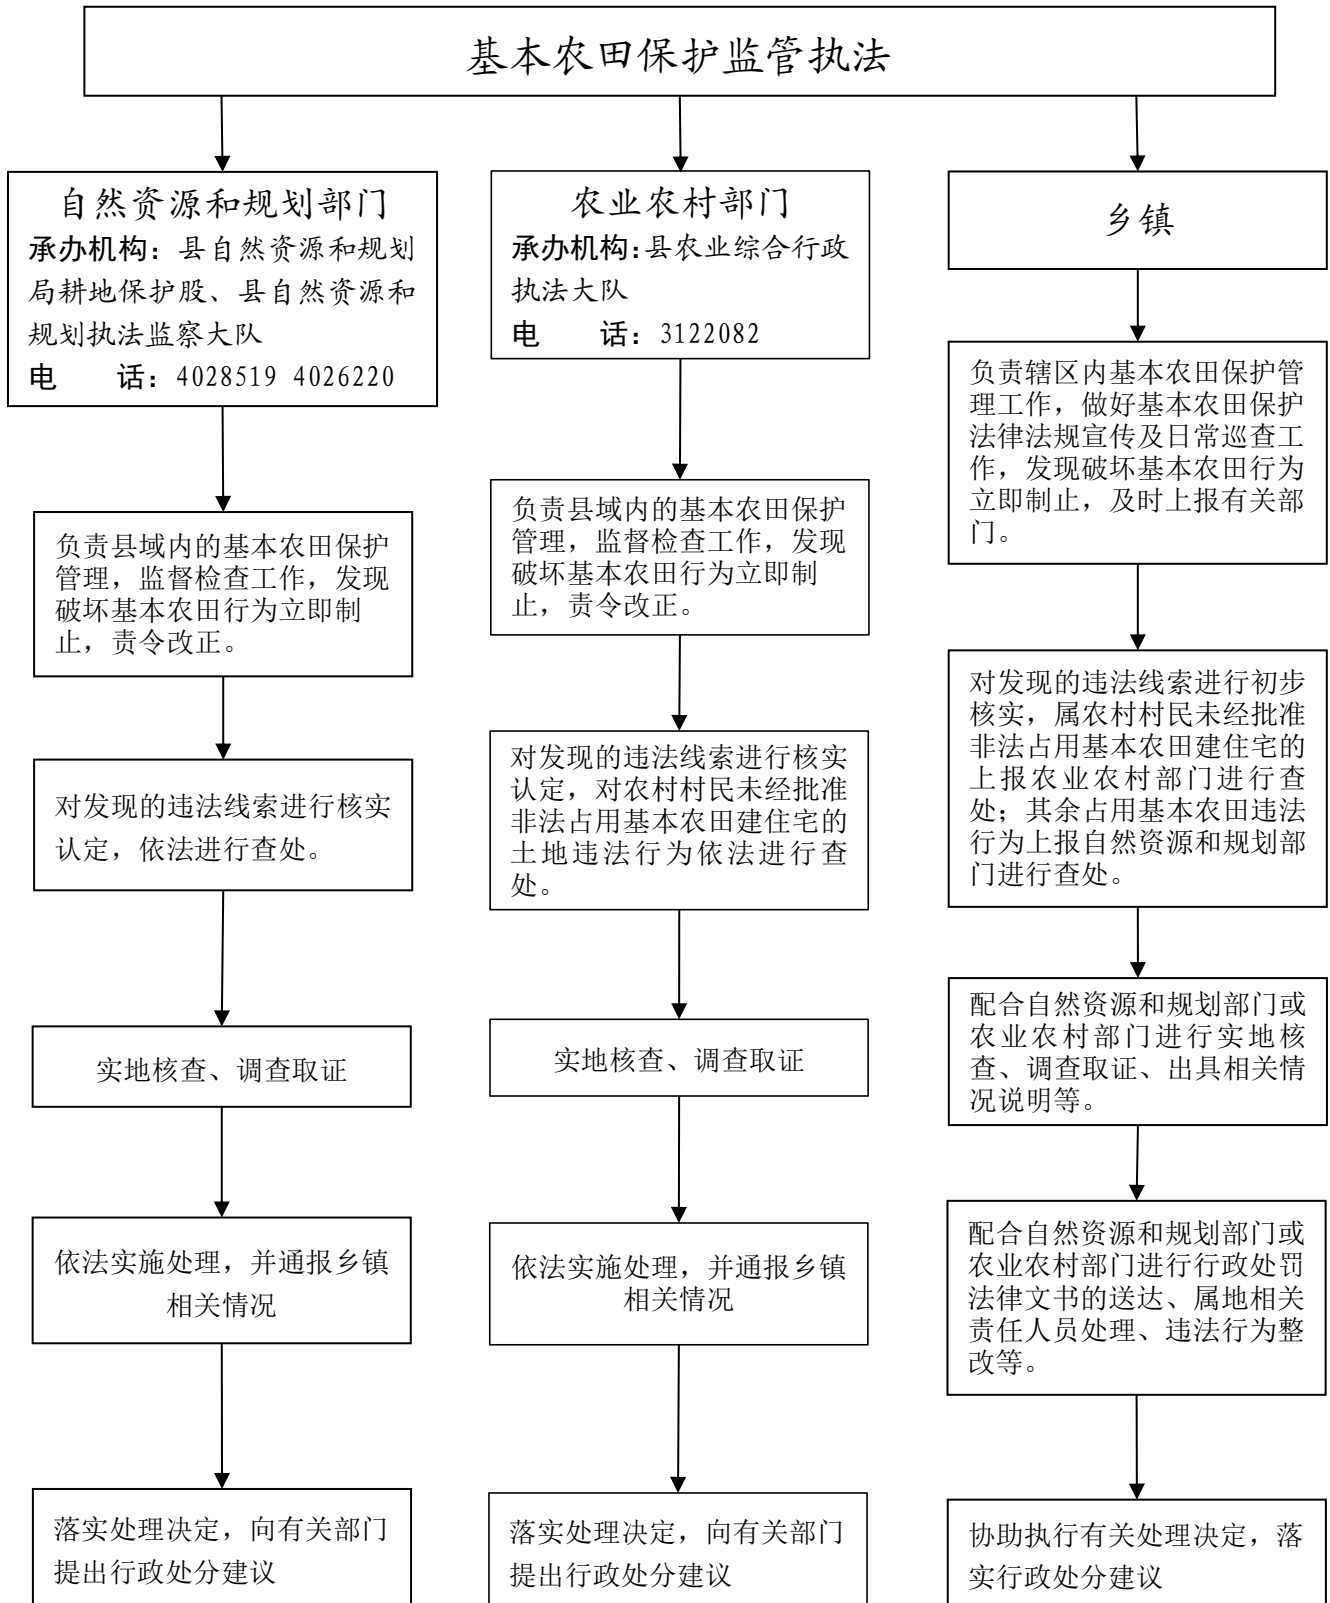 基本农田保护监管执法
自然资源和规划部门
承办机构：县自然资源和规划
局耕地保护股、县自然资源和
规划执法监察大队
电 话：4028519 4026220
负责县域内的基本农田保护
管理，监督检查工作，发现
破坏基本农田行为立即制
止，责令改正。
对发现的违法线索进行核实
认定，依法进行查处。
实地核查、调查取证
依法实施处理，并通报乡镇
相关情况
落实处理决定，向有关部门
提出行政处分建议
农业农村部门
承办机构：县农业综合行政
执法大队
电 话：3122082
负责县域内的基本农田保护
管理，监督检查工作，发现
破坏基本农田行为立即制
止，责令改正。
对发现的违法线索进行核实
认定，对农村村民未经批准
非法占用基本农田建住宅的
土地违法行为依法进行查
处。
实地核查、调查取证
依法实施处理，并通报乡镇
相关情况
落实处理决定，向有关部门
提出行政处分建议
乡镇
负责辖区内基本农田保护管
理工作，做好基本农田保护
法律法规宣传及日常巡查工
作，发现破坏基本农田行为
立即制止，及时上报有关部
门。
对发现的违法线索进行初步
核实，属农村村民未经批准
非法占用基本农田建住宅的
上报农业农村部门进行查
处；其余占用基本农田违法
行为上报自然资源和规划部
门进行查处。
配合自然资源和规划部门或
农业农村部门进行实地核
查、调查取证、出具相关情
况说明等。
配合自然资源和规划部门或
农业农村部门进行行政处罚
法律文书的送达、属地相关
责任人员处理、违法行为整
改等。
协助执行有关处理决定，落
实行政处分建议